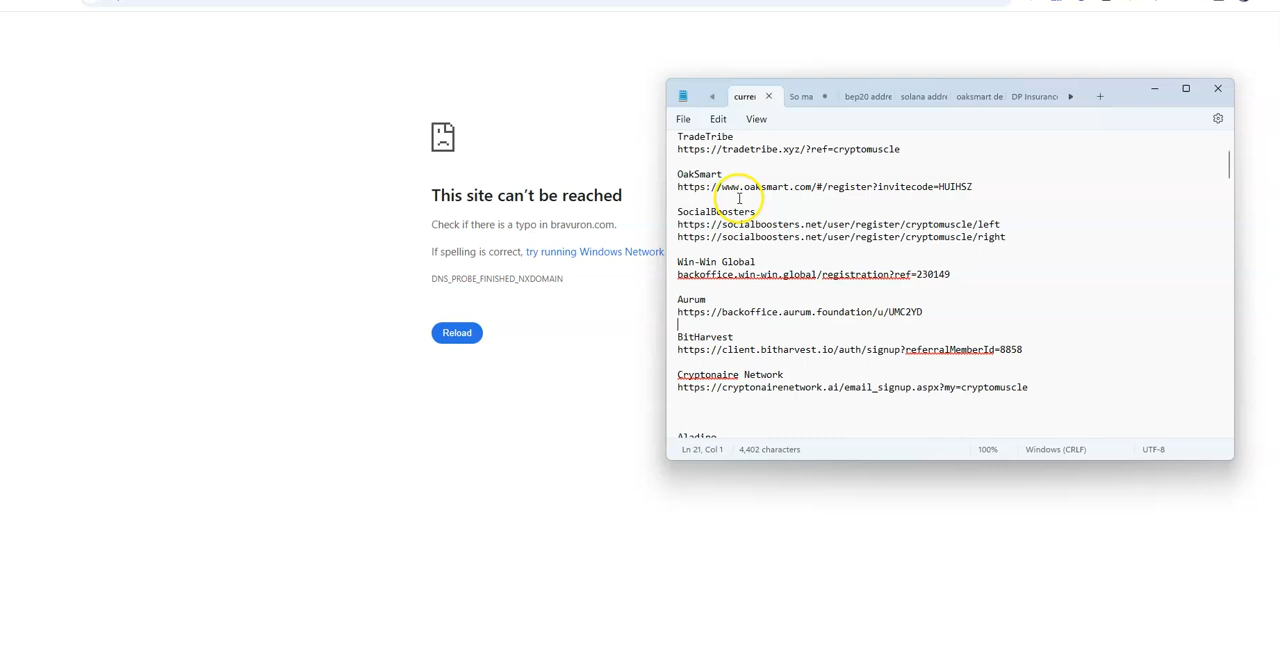 This site can't be reached
Check if there is a typo in bravuron.com.
If spelling is correct, try running Windows Network
DNS_PROBE_FINISHED_NXDOMAIN
Reload
curre
So ma
bep20 addre
solana addre
oaksmart de
DP Insurance
File Edit View
TradeTribe
https://tradetribe.xyz/?ref=cryptomuscle
OakSmart
https://www.oaksmart.com/#/register?invitecode=HUIHSZ
SocialBoosters
https://socialboosters.net/user/register/cryptomuscle/left
https://socialboosters.net/user/register/cryptomuscle/right
Win-Win Global
backoffice.win-win.global/registration?ref=230149
Aurum
https://backoffice.aurum.foundation/u/UMC2YD
BitHarvest
https://client.bitharvest.io/auth/signup?referralMemberId=8858
Cryptonaire Network
https://cryptonairenetwork.ai/email_signup.aspx?my=cryptomuscle
Aladino
Ln 21, Col 1 4,402 characters 100% Windows (CRLF) UTF-8